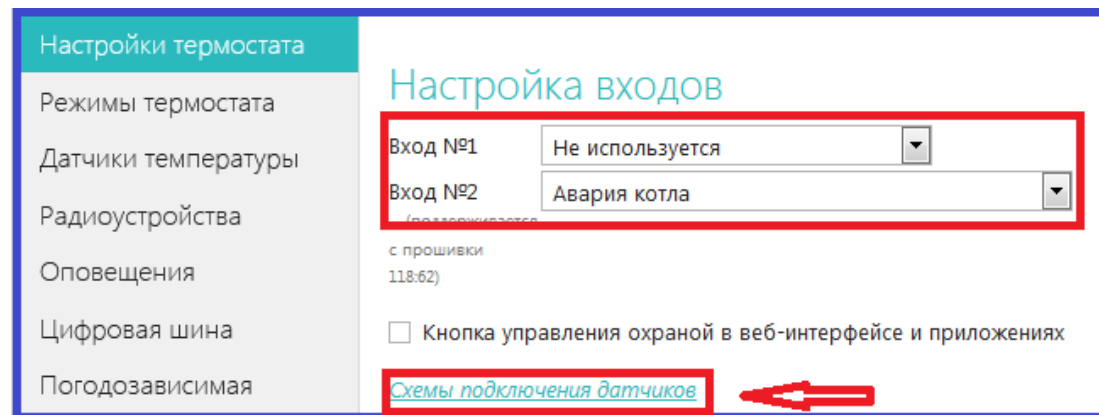 Настройки термостата
Режимы термостата
Датчики температуры
Радиоустройства
Оповещения
Цифровая шина
Погодозависимая
Настройка входов
Вход №1 Не используется
Вход №2 Авария котла
(поддерживается
с прошивки
118:62)
Кнопка управления охраной в веб-интерфейсе и приложениях
Схемы подключения датчиков